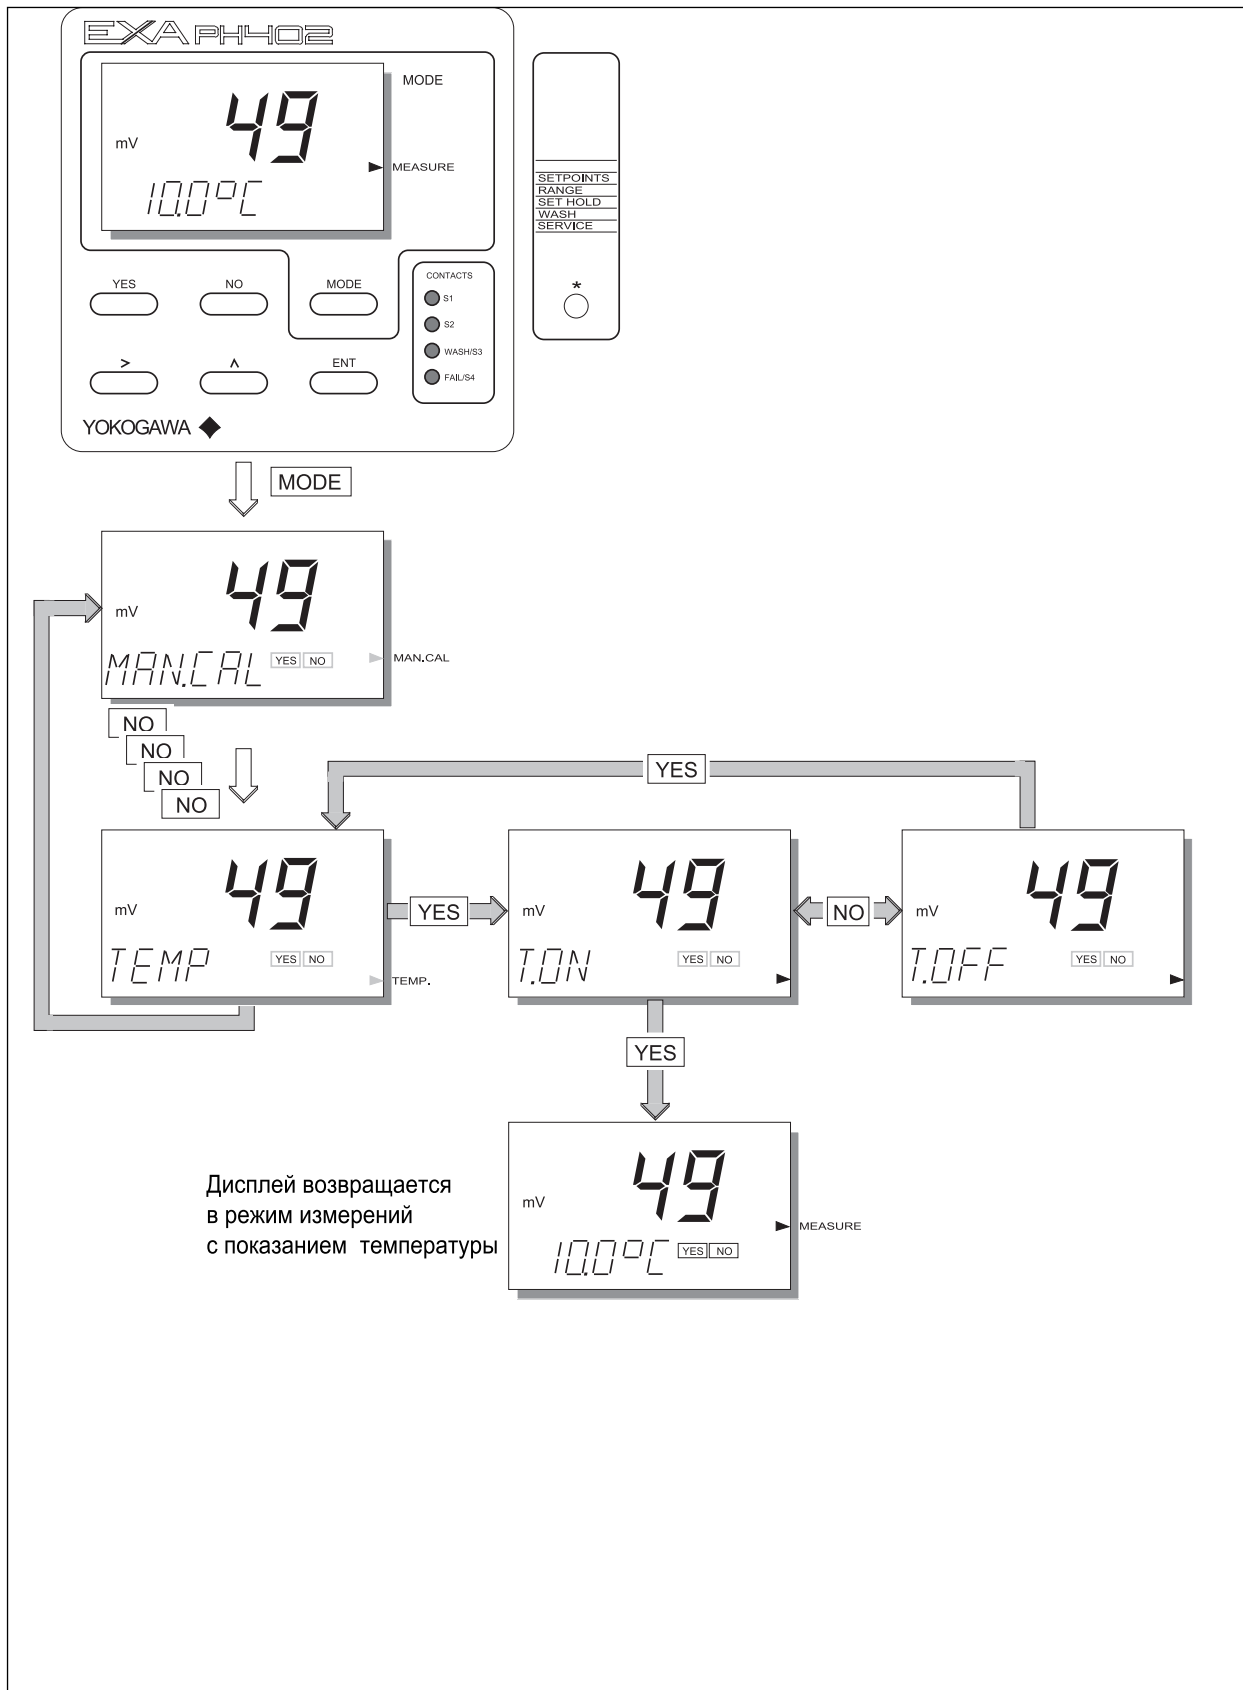 EXA PH402
49
MODE
mV
MEASURE
10.0°C
SETPOINTS
RANGE
SET HOLD
WASH
SERVICE
YES NO MODE
CONTACTS
S1
S2
WASH/S3
FAIL/S4
*
> ^ ENT
YOKOGAWA
MODE
49
mV
MAN.CAL YES NO MAN.CAL
NO
NO
NO
NO
YES
49
mV
TEMP YES NO TEMP.
YES
49
mV
T.ON YES NO
NO
49
mV
T.OFF YES NO
YES
Дисплей возвращается
в режим измерений
с показанием температуры
49
mV
MEASURE
10.0°C YES NO